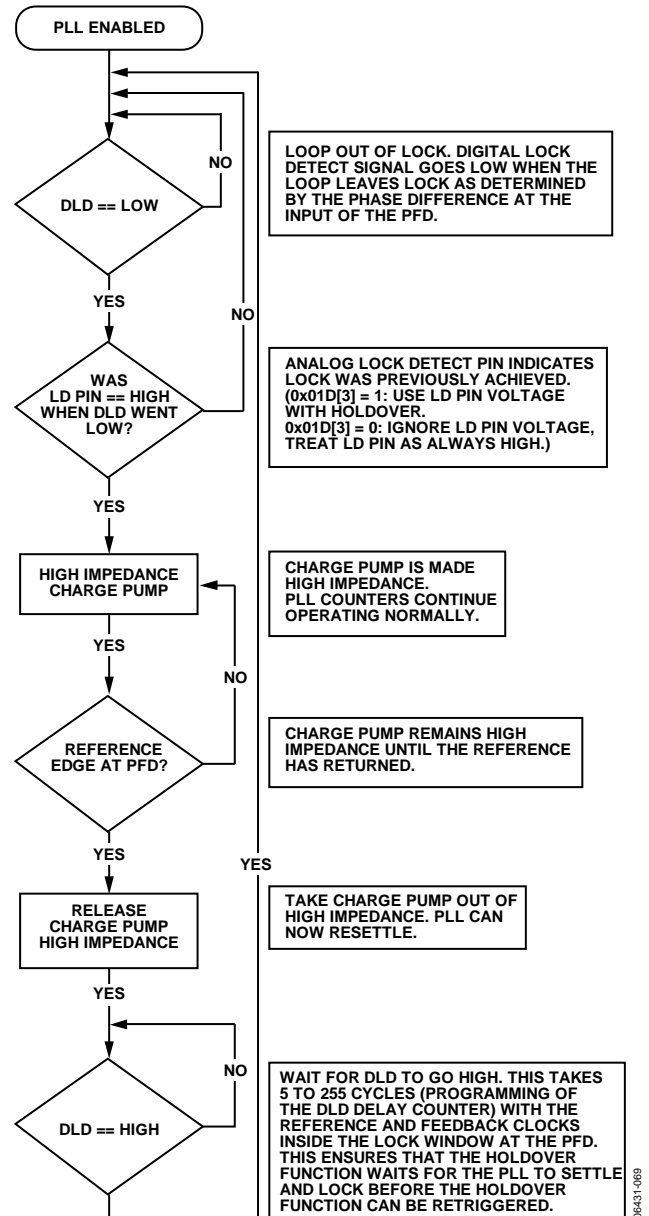 PLL ENABLED
NO
DLD == LOW
LOOP OUT OF LOCK. DIGITAL LOCK
DETECT SIGNAL GOES LOW WHEN THE
LOOP LEAVES LOCK AS DETERMINED
BY THE PHASE DIFFERENCE AT THE
INPUT OF THE PFD.
YES
NO
WAS
LD PIN == HIGH
WHEN DLD WENT
LOW?
ANALOG LOCK DETECT PIN INDICATES
LOCK WAS PREVIOUSLY ACHIEVED.
(0x01D[3] = 1: USE LD PIN VOLTAGE
WITH HOLDOVER.
0x01D[3] = 0: IGNORE LD PIN VOLTAGE,
TREAT LD PIN AS ALWAYS HIGH.)
YES
HIGH IMPEDANCE
CHARGE PUMP
CHARGE PUMP IS MADE
HIGH IMPEDANCE.
PLL COUNTERS CONTINUE
OPERATING NORMALLY.
YES
NO
REFERENCE
EDGE AT PFD?
CHARGE PUMP REMAINS HIGH
IMPEDANCE UNTIL THE REFERENCE
HAS RETURNED.
YES
YES
RELEASE
CHARGE PUMP
HIGH IMPEDANCE
TAKE CHARGE PUMP OUT OF
HIGH IMPEDANCE. PLL CAN
NOW RESETTLE.
YES
NO
DLD == HIGH
WAIT FOR DLD TO GO HIGH. THIS TAKES
5 TO 255 CYCLES (PROGRAMMING OF
THE DLD DELAY COUNTER) WITH THE
REFERENCE AND FEEDBACK CLOCKS
INSIDE THE LOCK WINDOW AT THE PFD.
THIS ENSURES THAT THE HOLDOVER
FUNCTION WAITS FOR THE PLL TO SETTLE
AND LOCK BEFORE THE HOLDOVER
FUNCTION CAN BE RETRIGGERED.
06431-069